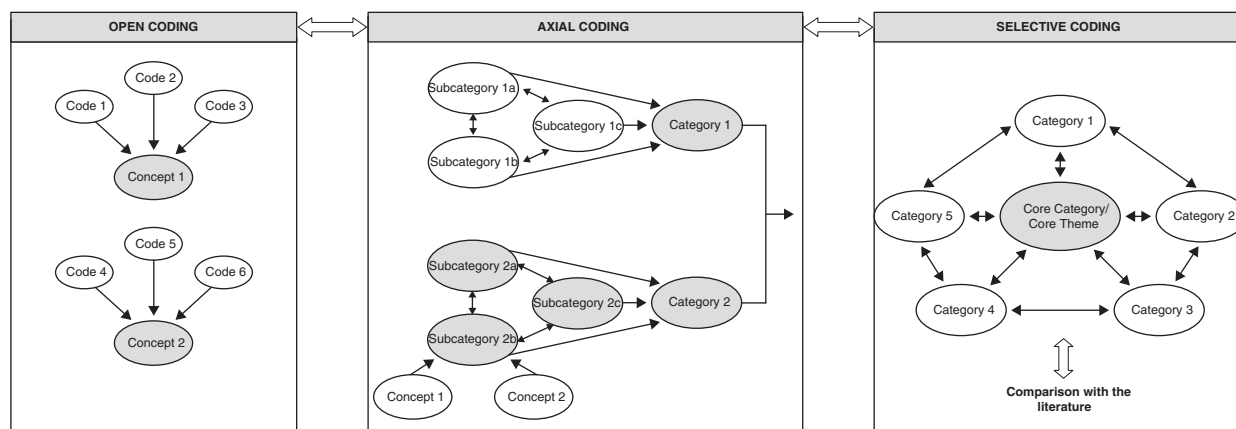 OPEN CODING
Code 2
Code 1
Code 3
Concept 1
Code 5
Code 4
Code 6
Concept 2
AXIAL CODING
Subcategory 1a
Subcategory 1c
Category 1
Subcategory 1b
Subcategory 2a
Subcategory 2c
Category 2
Subcategory 2b
Concept 1
Concept 2
SELECTIVE CODING
Category 1
Category 5
Core Category/
Core Theme
Category 2
Category 4
Category 3
Comparison with the
literature